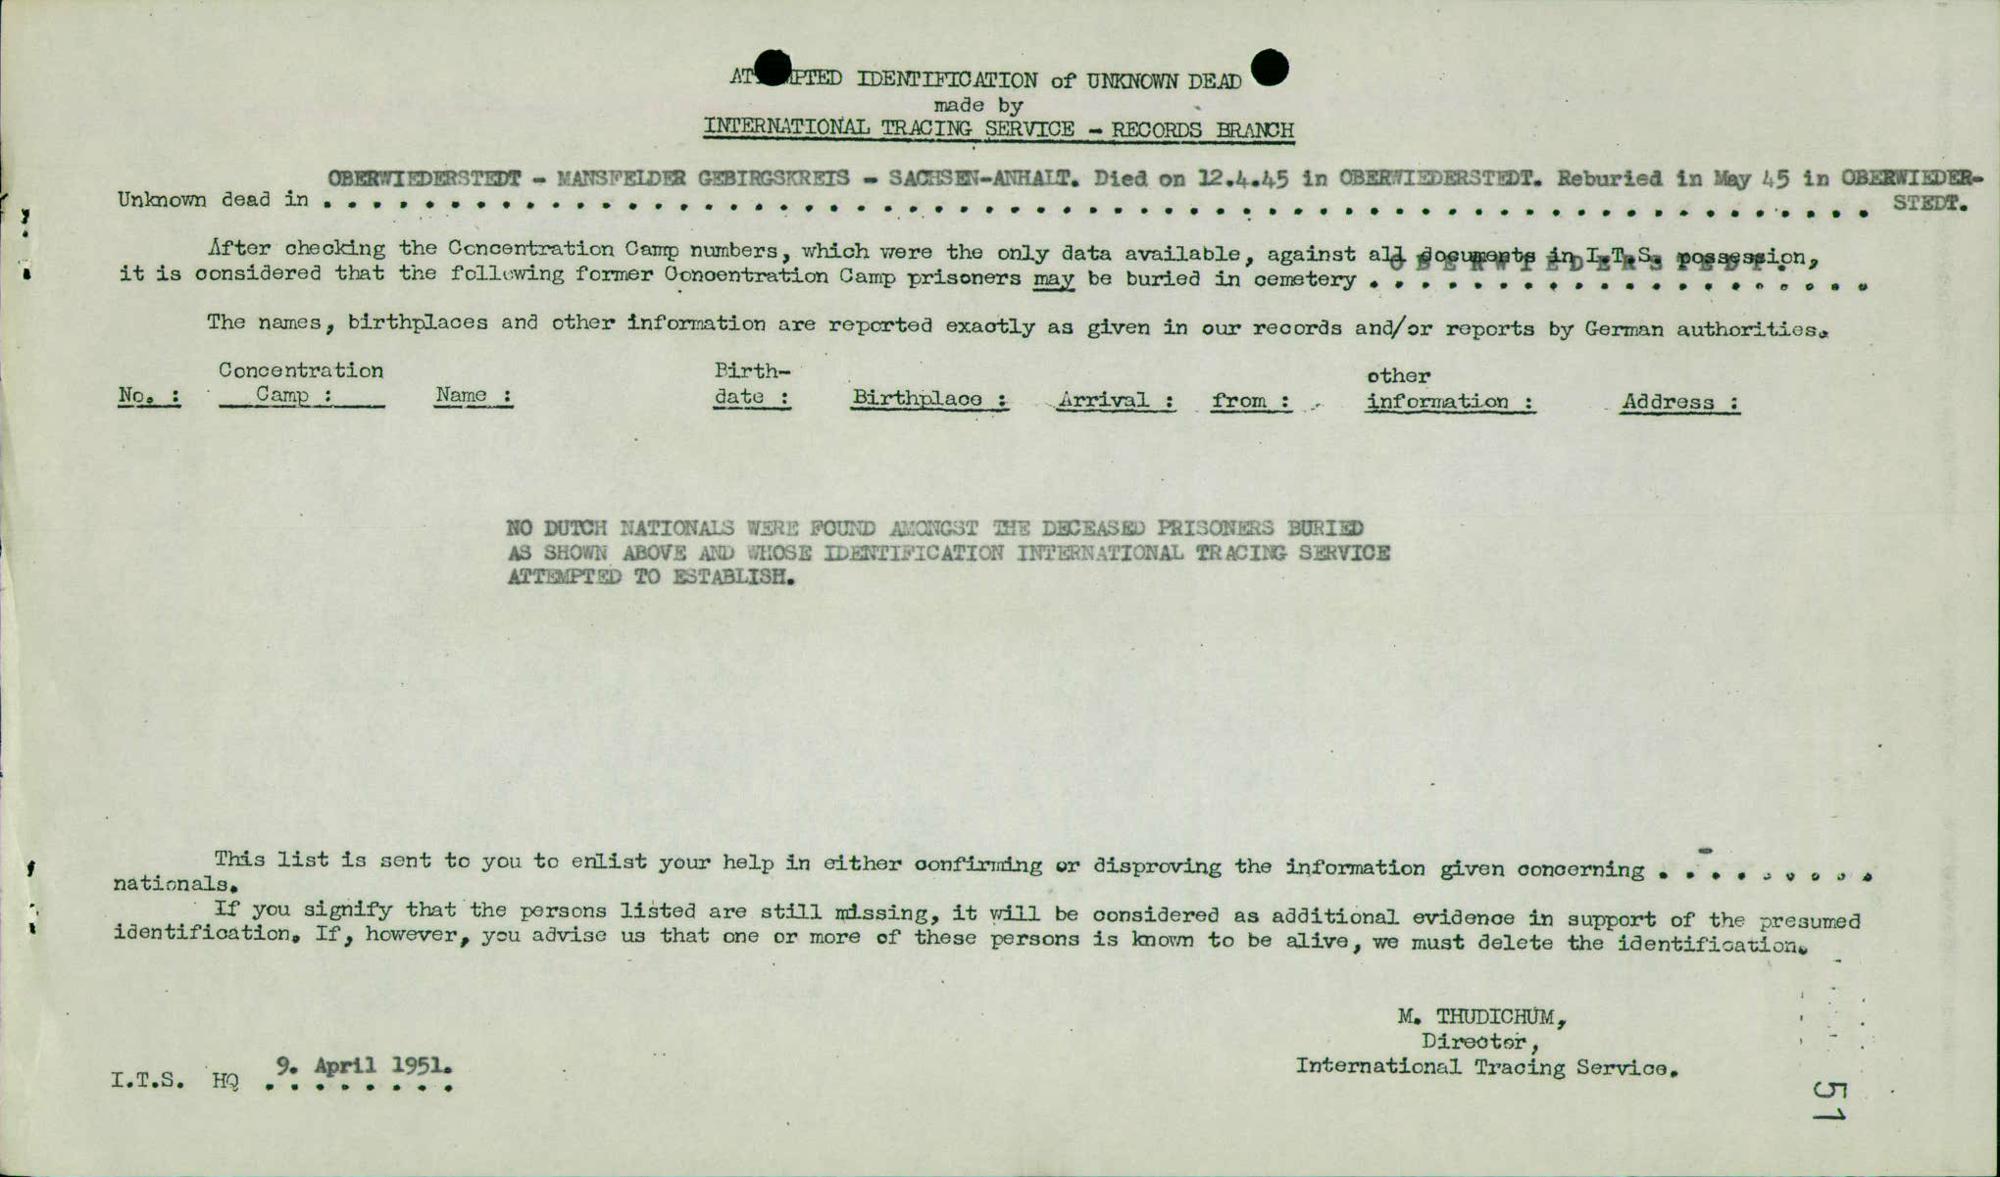 ATTEMPTED IDENTIFICATION of UNKNOWN DEAD
made by
INTERNATIONAL TRACING SERVICE - RECORDS BRANCH
OBERWIEDERSTEDT - MANSFELDER GEBIRGSKREIS - SACHSEN-ANHALT. Died on 12.4.45 in OBERWIEDERSTEDT. Reburied in May 45 in OBERWIEDER-
Unknown dead in . . . . . . . . . . . . . . . . . . . . . . . . . . . . . . . . . . . . . . . . . . . . . . . . . . . . . . . . . . . . STEDT.
After checking the Concentration Camp numbers, which were the only data available, against all documents in I.T.S. possession,
it is considered that the following former Concentration Camp prisoners may be buried in cemetery . . . . . . . . . . . . . . . . . . . .
The names, birthplaces and other information are reported exactly as given in our records and/or reports by German authorities.
No. : Concentration Camp : Name : Birth-date : Birthplace : Arrival : from : other information : Address :
NO DUTCH NATIONALS WERE FOUND AMONGST THE DECEASED PRISONERS BURIED
AS SHOWN ABOVE AND WHOSE IDENTIFICATION INTERNATIONAL TRACING SERVICE
ATTEMPTED TO ESTABLISH.
This list is sent to you to enlist your help in either confirming or disproving the information given concerning . . . . . . . . .
nationals.
If you signify that the persons listed are still missing, it will be considered as additional evidence in support of the presumed
identification. If, however, you advise us that one or more of these persons is known to be alive, we must delete the identification.
M. THUDICHUM,
Director,
International Tracing Service.
I.T.S. HQ 9. April 1951.
51